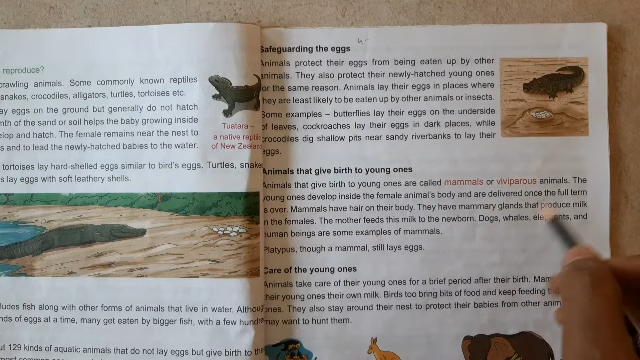 reproduce?
crawling animals. Some commonly known reptiles
snakes, crocodiles, alligators, turtles, tortoises etc.
lay eggs on the ground but generally do not hatch
of sand or soil helps the baby growing inside
and hatch. The female remains near the nest to
and to lead the newly-hatched babies to the water.
Tuatara –
a native reptile
of New Zealand
tortoises lay hard-shelled eggs similar to bird's eggs. Turtles,
lay eggs with soft leathery shells.
fish along with other forms of animals that live in water.
of eggs at a time, many get eaten by bigger fish, with a few
129 kinds of aquatic animals that do not lay eggs but give birth to
Safeguarding the eggs
Animals protect their eggs from being eaten up by other
animals. They also protect their newly-hatched young ones
for the same reason. Animals lay their eggs in places where
they are least likely to be eaten up by other animals or insects.
Some examples – butterflies lay their eggs on the underside
of leaves, cockroaches lay their eggs in dark places, while
crocodiles dig shallow pits near sandy riverbanks to lay their
eggs.
Animals that give birth to young ones
Animals that give birth to young ones are called mammals or viviparous animals. The
young ones develop inside the female animal's body and are delivered once the full term
is over. Mammals have hair on their body. They have mammary glands that produce milk
in the females. The mother feeds this milk to the newborn. Dogs, whales, elephants, and
human beings are some examples of mammals.
Platypus, though a mammal, still lays eggs.
Care of the young ones
Animals take care of their young ones for a brief period after their birth.
their young ones their own milk. Birds too bring bits of food and keep feeding
ones. They also stay around their nest to protect their babies from other
may want to hunt them.